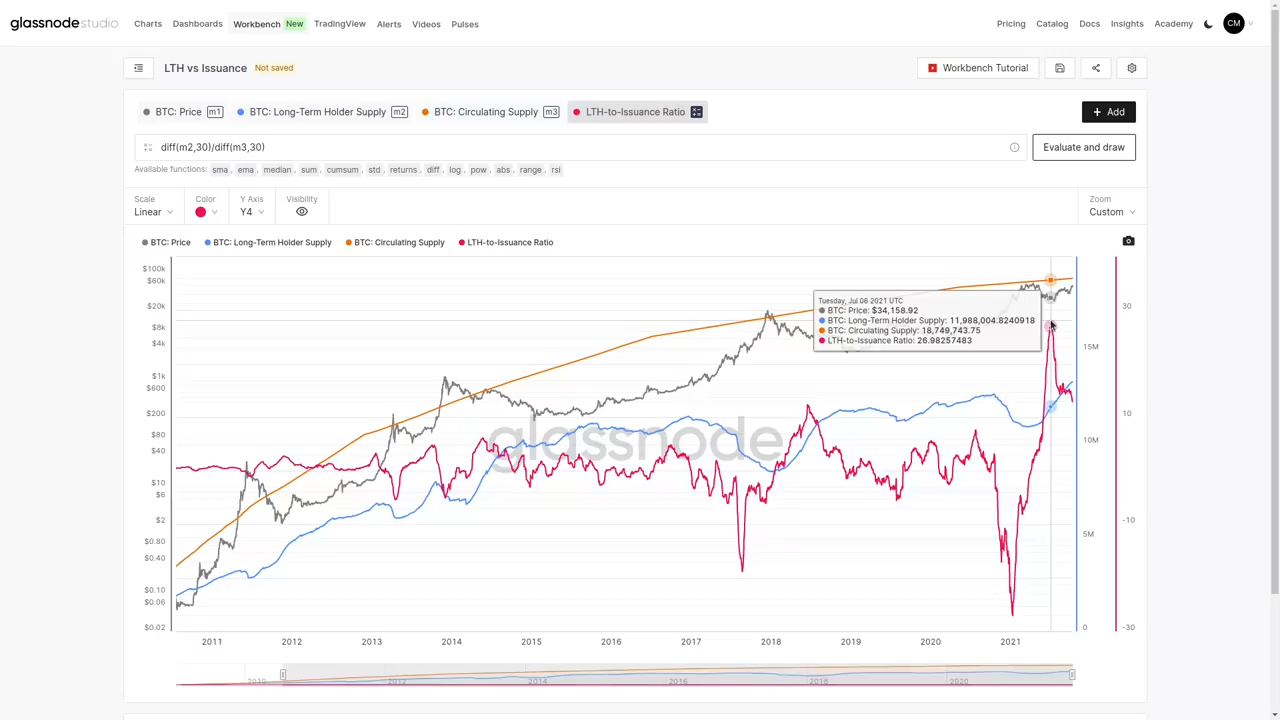 glassnode studio Charts Dashboards Workbench New TradingView Alerts Videos Pulses Pricing Catalog Docs Insights Academy CM
LTH vs Issuance Not saved Workbench Tutorial
BTC: Price m1 BTC: Long-Term Holder Supply m2 BTC: Circulating Supply m3 LTH-to-Issuance Ratio + Add
diff(m2,30)/diff(m3,30) Evaluate and draw
Available functions: sma, ema, median, sum, cumsum, std, returns, diff, log, pow, abs, range, rsi
Scale Color Y Axis Visibility Zoom
Linear Y4 Custom
BTC: Price BTC: Long-Term Holder Supply BTC: Circulating Supply LTH-to-Issuance Ratio
$100k
$60k
$20k
$8k
$4k
$1k
$600
$200
$80
$40
$10
$6
$2
$0.80
$0.40
$0.10
$0.06
$0.02
Tuesday, Jul 06 2021 UTC
BTC: Price: $34,158.92
BTC: Long-Term Holder Supply: 11,988,004.8240918
BTC: Circulating Supply: 18,749,743.75
LTH-to-Issuance Ratio: 26.98257483
glassnode
15M
10M
5M
0
30
10
-10
-30
2011 2012 2013 2014 2015 2016 2017 2018 2019 2020 2021
2010 2012 2014 2016 2018 2020